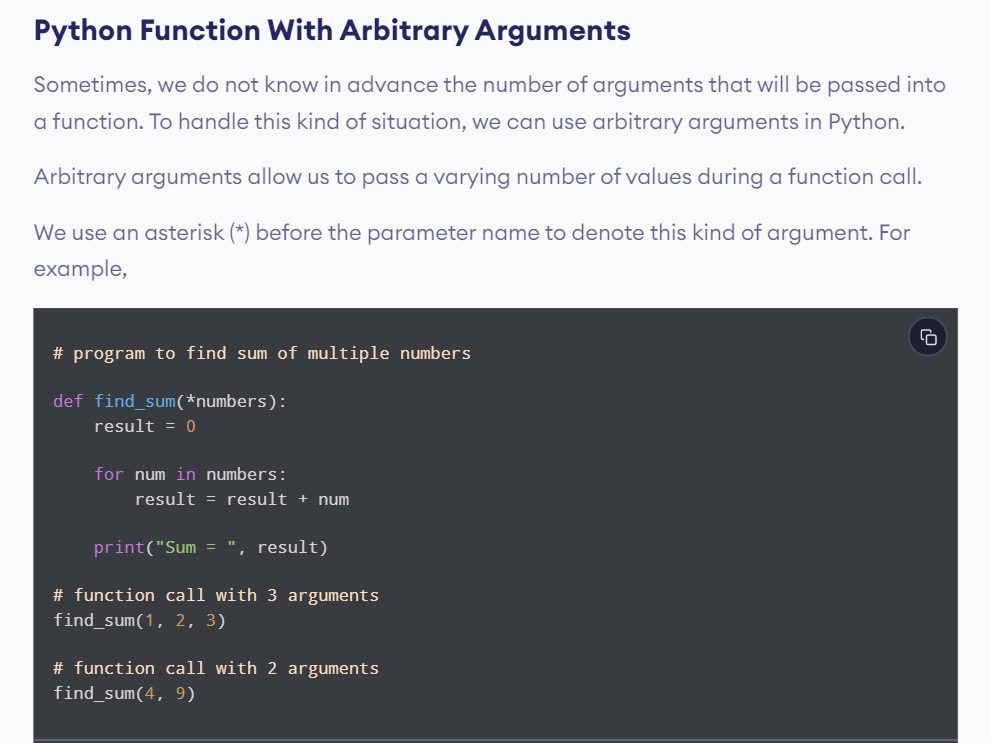 Python Function With Arbitrary Arguments
Sometimes, we do not know in advance the number of arguments that will be passed into
a function. To handle this kind of situation, we can use arbitrary arguments in Python.
Arbitrary arguments allow us to pass a varying number of values during a function call.
We use an asterisk (*) before the parameter name to denote this kind of argument. For
example,
# program to find sum of multiple numbers
def find_sum(*numbers):
    result = 0
    for num in numbers:
        result = result + num
    print("Sum = ", result)
# function call with 3 arguments
find_sum(1, 2, 3)
# function call with 2 arguments
find_sum(4, 9)